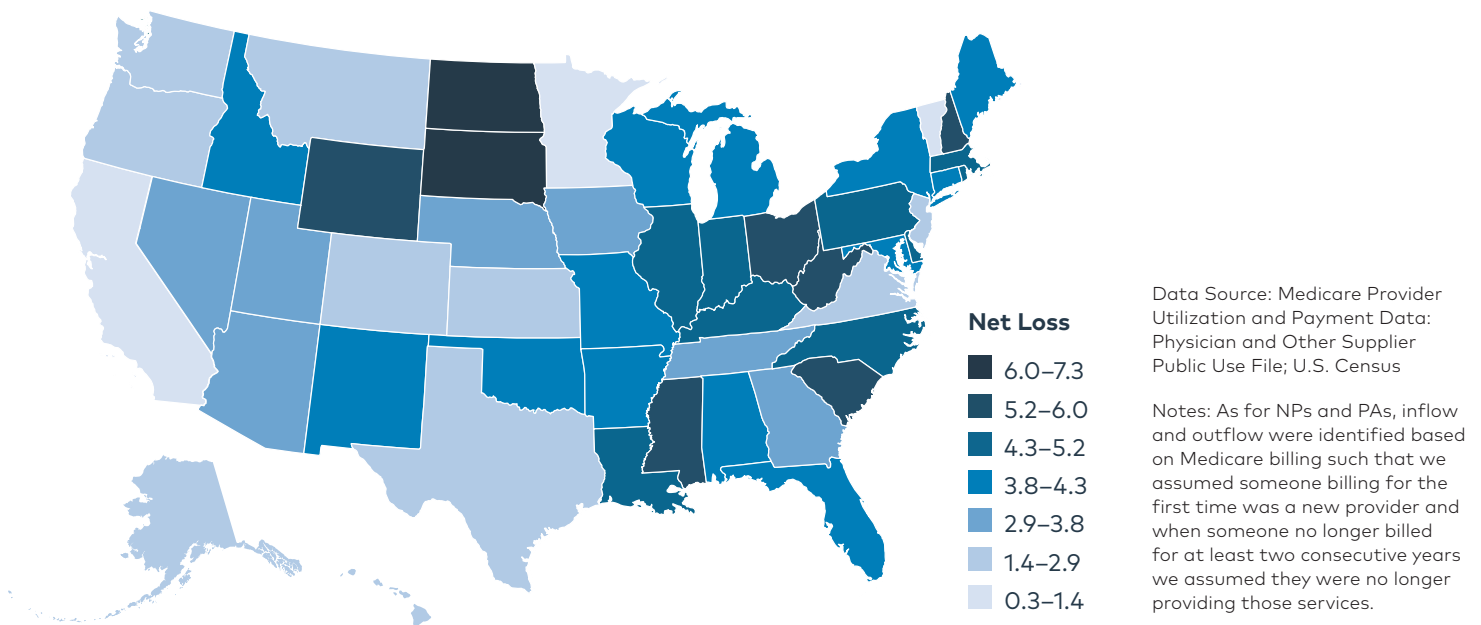 Net Loss
6.0–7.3
5.2–6.0
4.3–5.2
3.8–4.3
2.9–3.8
1.4–2.9
0.3–1.4
Data Source: Medicare Provider
Utilization and Payment Data:
Physician and Other Supplier
Public Use File; U.S. Census
Notes: As for NPs and PAs, inflow
and outflow were identified based
on Medicare billing such that we
assumed someone billing for the
first time was a new provider and
when someone no longer billed
for at least two consecutive years
we assumed they were no longer
providing those services.